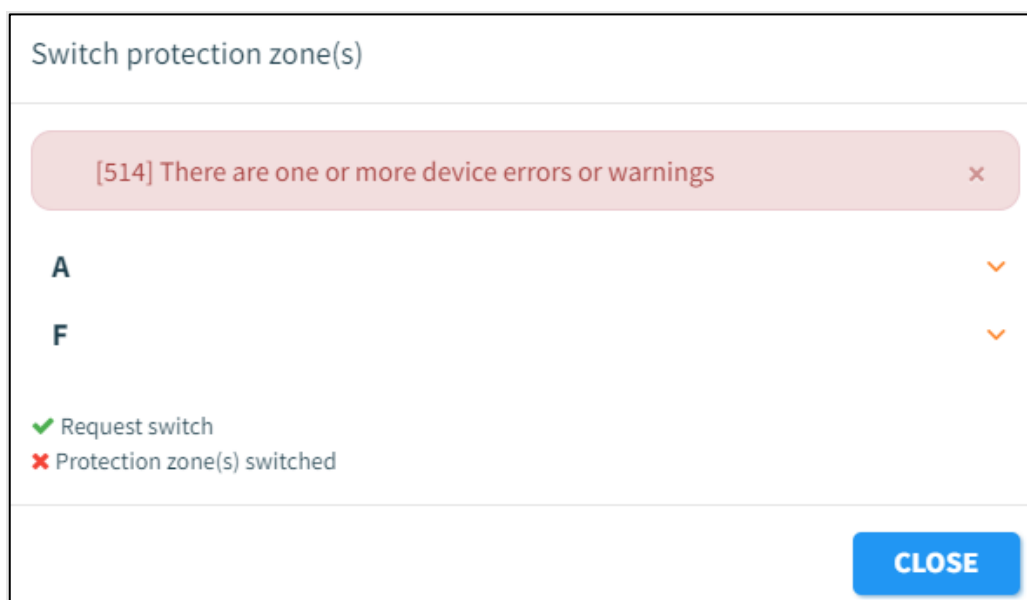 Switch protection zone(s)
[514] There are one or more device errors or warnings ×
A
F
✔ Request switch
✖ Protection zone(s) switched
CLOSE